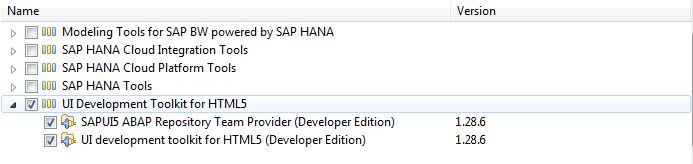 Name Version
Modeling Tools for SAP BW powered by SAP HANA
SAP HANA Cloud Integration Tools
SAP HANA Cloud Platform Tools
SAP HANA Tools
UI Development Toolkit for HTML5
SAPUI5 ABAP Repository Team Provider (Developer Edition) 1.28.6
UI development toolkit for HTML5 (Developer Edition) 1.28.6